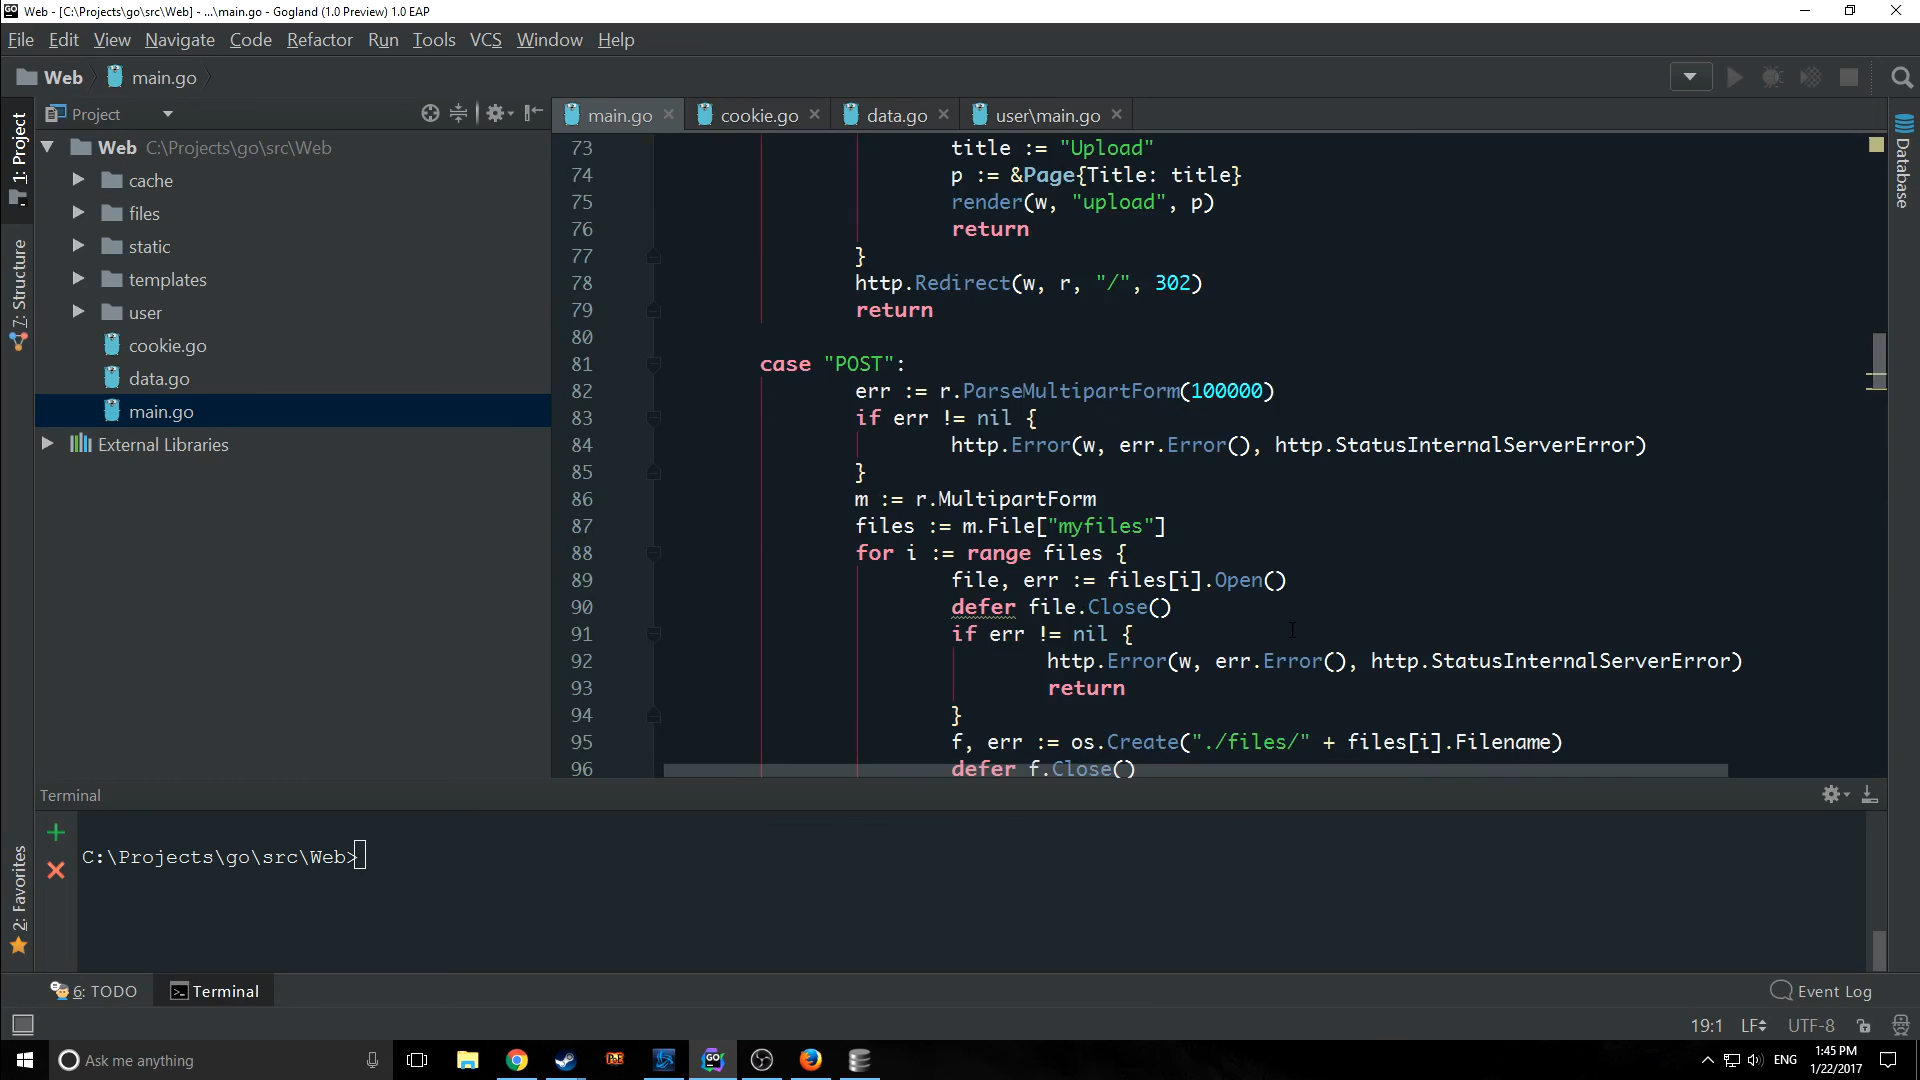 Web - [C:\Projects\go\src\Web] - ...\main.go - Gogland (1.0 Preview) 1.0 EAP
File Edit View Navigate Code Refactor Run Tools VCS Window Help
Web main.go
Project
main.go cookie.go data.go user\main.go
1: Project
7: Structure
2: Favorites
Database
Web C:\Projects\go\src\Web
cache
files
static
templates
user
cookie.go
data.go
main.go
External Libraries
73 title := "Upload"
74 p := &Page{Title: title}
75 render(w, "upload", p)
76 return
77 }
78 http.Redirect(w, r, "/", 302)
79 return
80
81 case "POST":
82 err := r.ParseMultipartForm(100000)
83 if err != nil {
84 http.Error(w, err.Error(), http.StatusInternalServerError)
85 }
86 m := r.MultipartForm
87 files := m.File["myfiles"]
88 for i := range files {
89 file, err := files[i].Open()
90 defer file.Close()
91 if err != nil {
92 http.Error(w, err.Error(), http.StatusInternalServerError)
93 return
94 }
95 f, err := os.Create("./files/" + files[i].Filename)
96 defer f.Close()
Terminal
C:\Projects\go\src\Web>
6: TODO Terminal Event Log
19:1 LF UTF-8
Ask me anything
GO
ENG
1:45 PM
1/22/2017